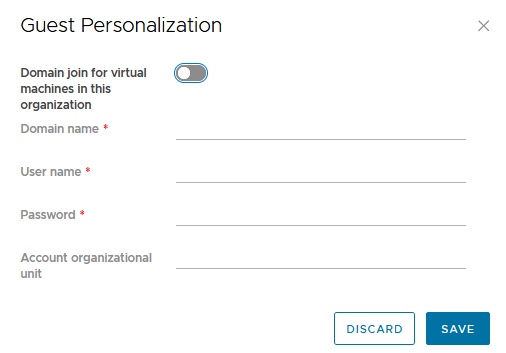 Guest Personalization
Domain join for virtual
machines in this
organization
Domain name *
User name *
Password *
Account organizational
unit
DISCARD
SAVE